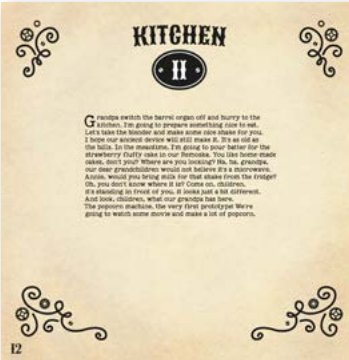 KITCHEN
II
Grandpa switch the barrel organ off and hurry to the
kitchen. I'm going to prepare something nice to eat.
Let's take the blender and make some nice shake for you.
I hope our ancient device will still make it. It's as old as
the hills. In the meantime, I'm going to pour batter for the
strawberry fluffy cake in our Remoska. You like home-made
cakes, don't you? Where are you looking? Ha, ha, grandpa,
our dear grandchildren would not believe it's a microwave.
Annie, would you bring milk for that shake from the fridge?
Oh, you don't know where it is? Come on, children,
it's standing in front of you, it looks just a bit different.
And look, children, what our grandpa has here.
The popcorn machine, the very first prototype! We're
going to watch some movie and make a lot of popcorn.
12